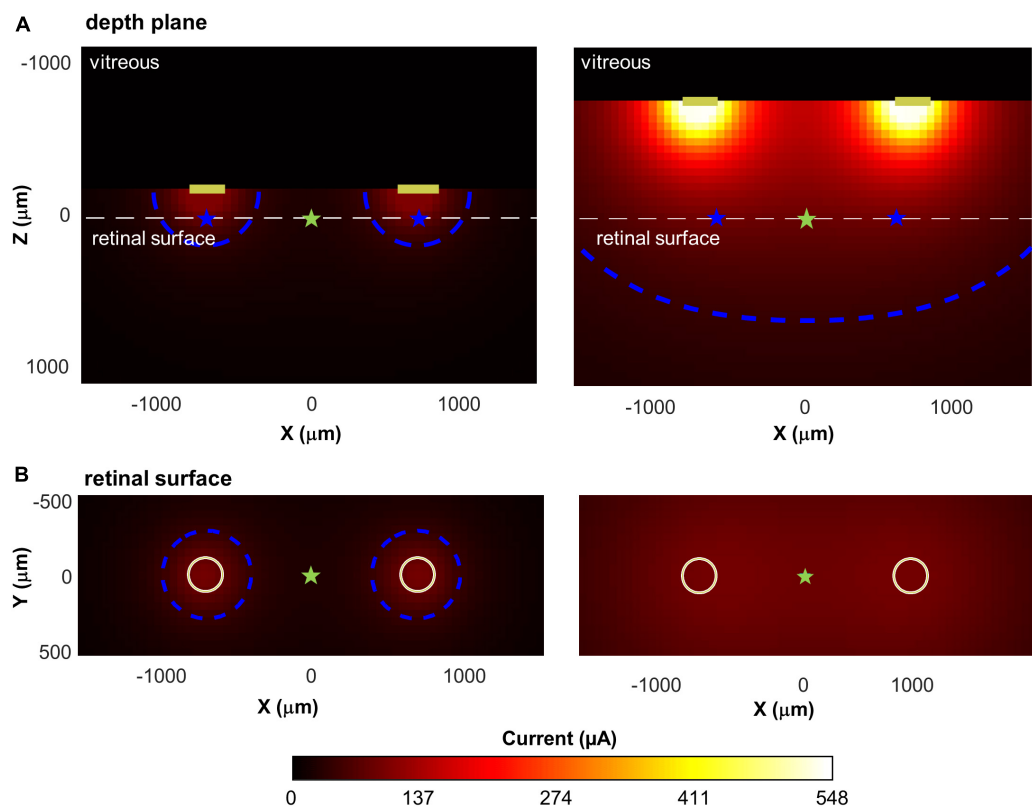 A depth plane
vitreous
vitreous
-1000
0
1000
Z (μm)
retinal surface
retinal surface
-1000 0 1000
X (μm)
-1000 0 1000
X (μm)
B retinal surface
-500
0
500
Y (μm)
-1000 0 1000
X (μm)
-1000 0 1000
X (μm)
Current (μA)
0 137 274 411 548